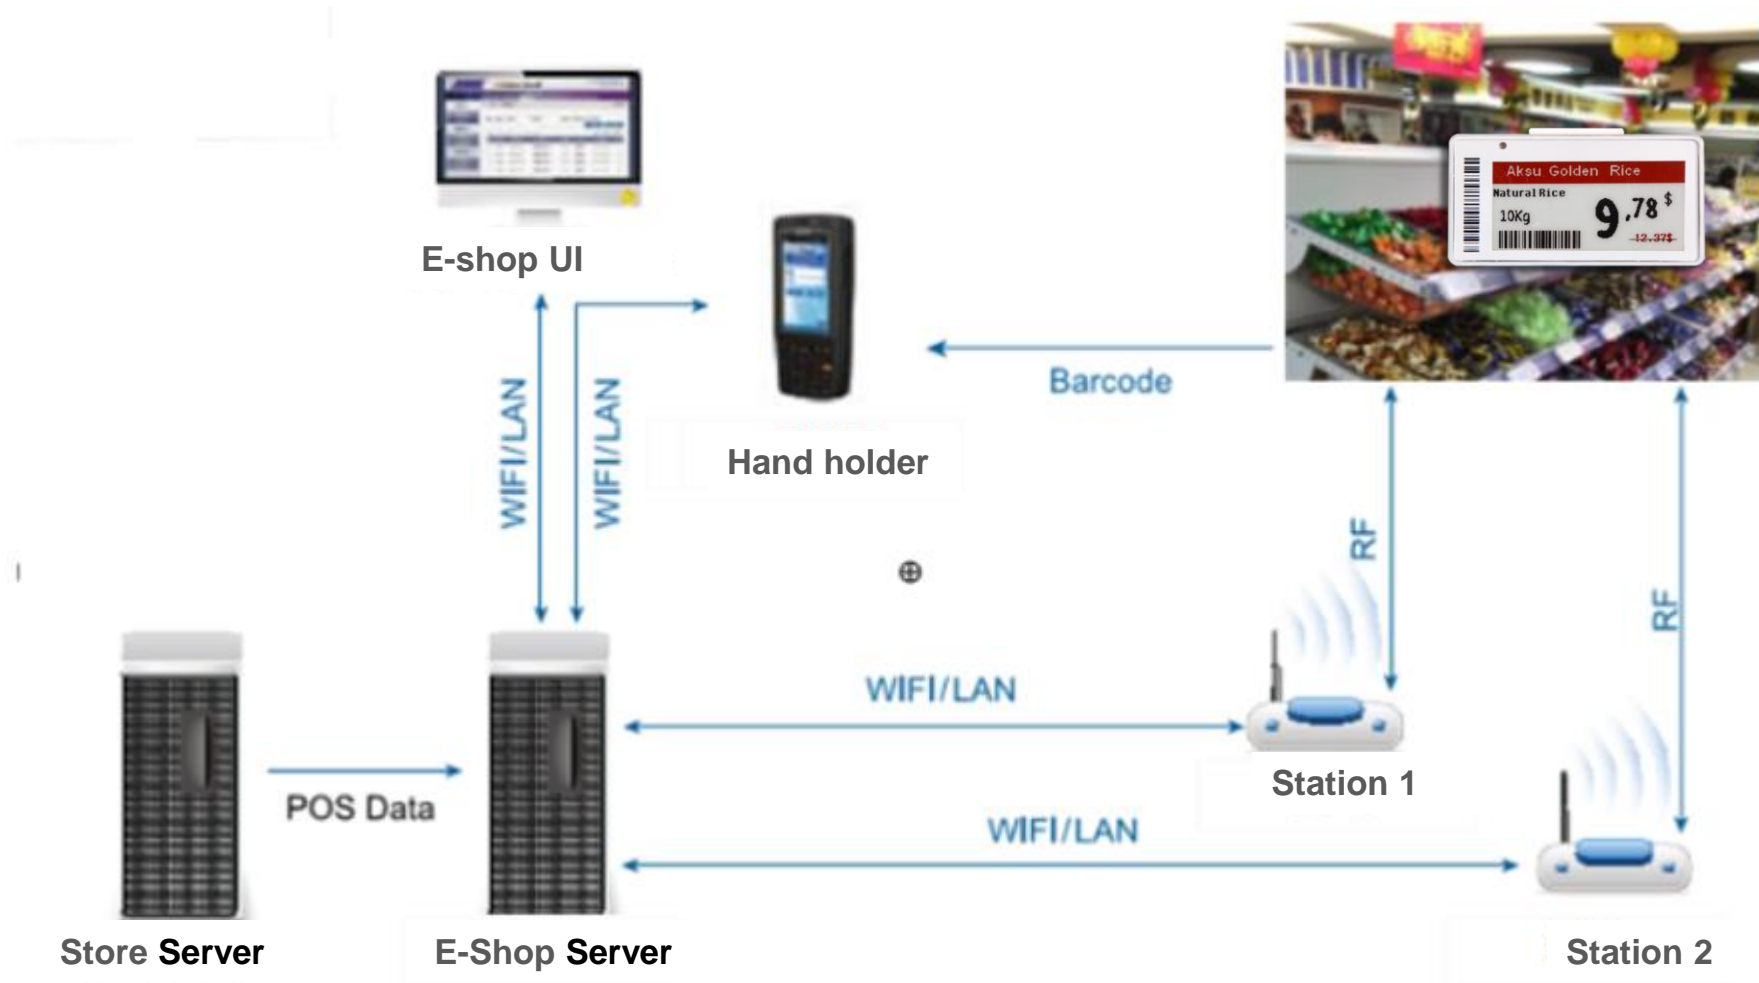 Aksu Golden Rice
Natural Rice
10Kg
9.78$
12.37$
E-shop UI
Barcode
Hand holder
WIFI/LAN
WIFI/LAN
RF
RF
WIFI/LAN
Station 1
POS Data
WIFI/LAN
Store Server
E-Shop Server
Station 2